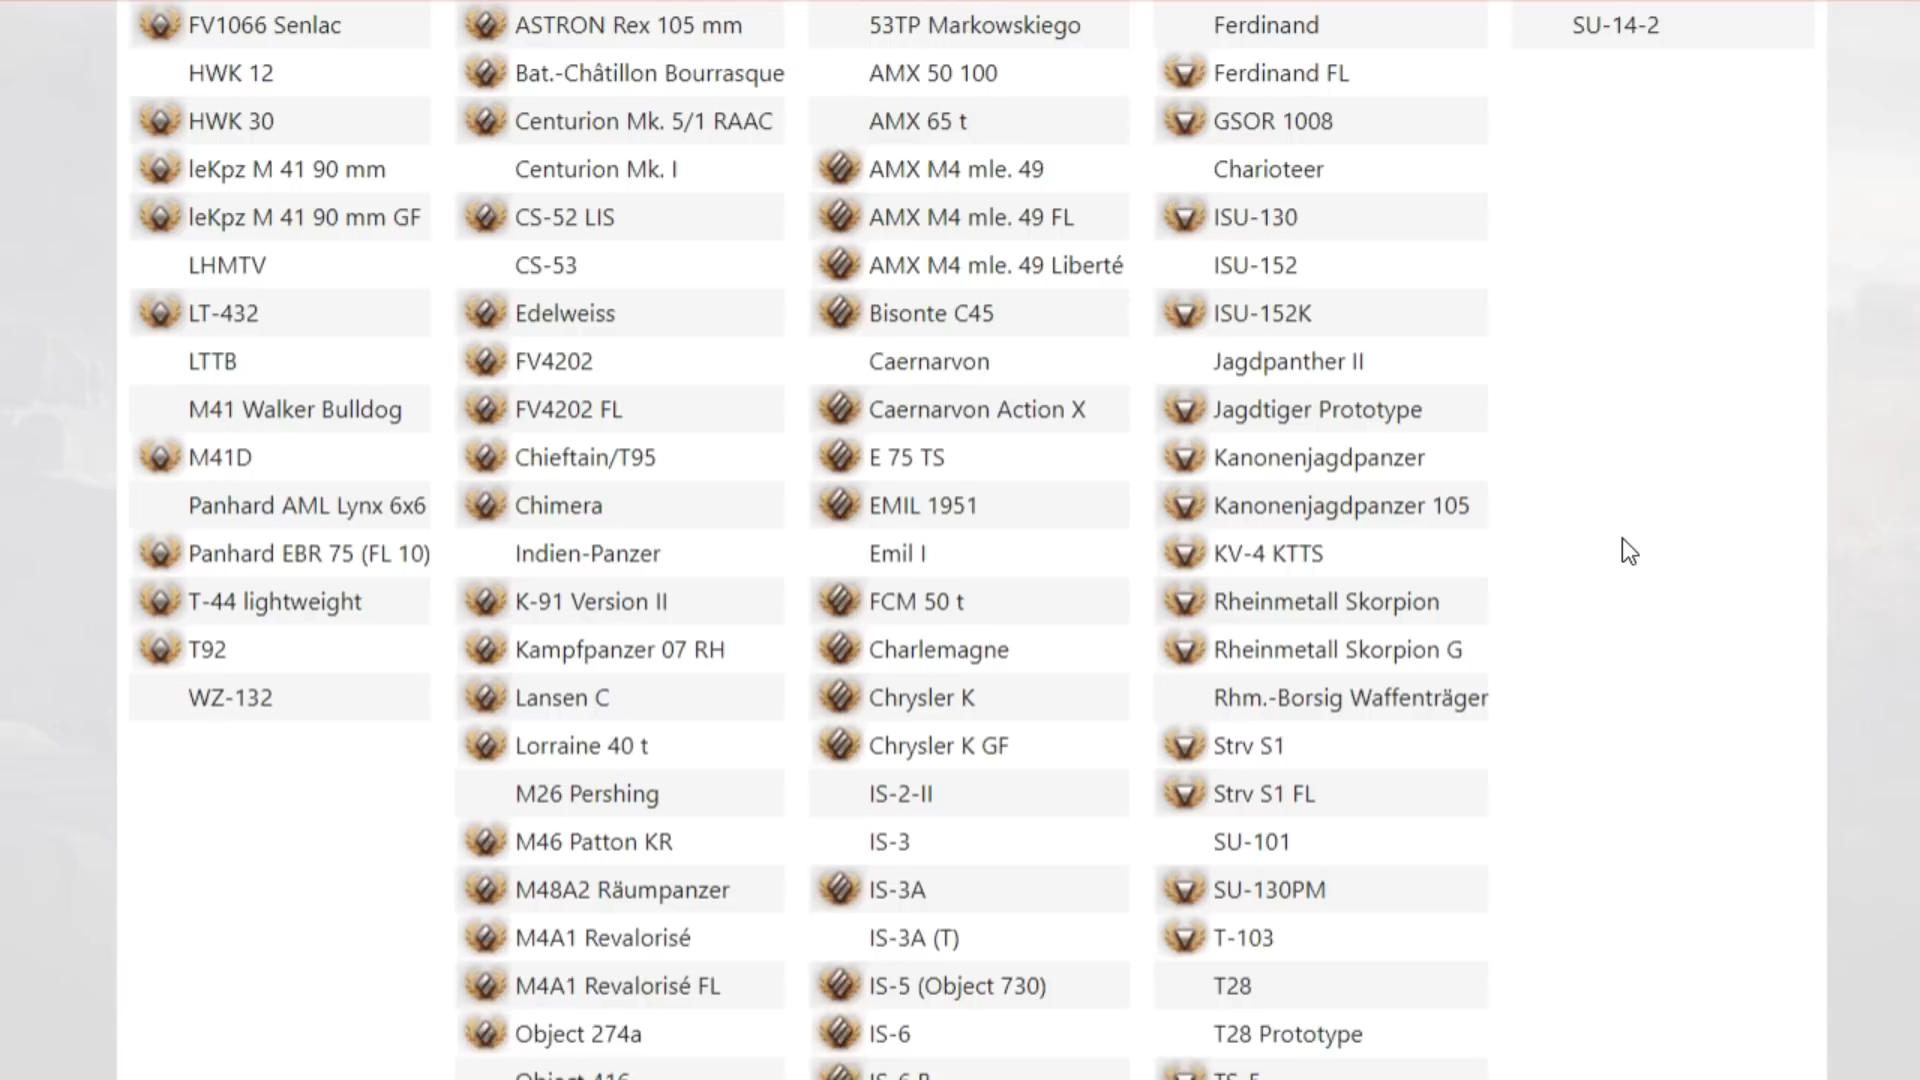 FV1066 Senlac
HWK 12
HWK 30
leKpz M 41 90 mm
leKpz M 41 90 mm GF
LHMTV
LT-432
LTTB
M41 Walker Bulldog
M41D
Panhard AML Lynx 6x6
Panhard EBR 75 (FL 10)
T-44 lightweight
T92
WZ-132
ASTRON Rex 105 mm
Bat.-Châtillon Bourrasque
Centurion Mk. 5/1 RAAC
Centurion Mk. I
CS-52 LIS
CS-53
Edelweiss
FV4202
FV4202 FL
Chieftain/T95
Chimera
Indien-Panzer
K-91 Version II
Kampfpanzer 07 RH
Lansen C
Lorraine 40 t
M26 Pershing
M46 Patton KR
M48A2 Räumpanzer
M4A1 Revalorisé
M4A1 Revalorisé FL
Object 274a
Object 416
53TP Markowskiego
AMX 50 100
AMX 65 t
AMX M4 mle. 49
AMX M4 mle. 49 FL
AMX M4 mle. 49 Liberté
Bisonte C45
Caernarvon
Caernarvon Action X
E 75 TS
EMIL 1951
Emil I
FCM 50 t
Charlemagne
Chrysler K
Chrysler K GF
IS-2-II
IS-3
IS-3A
IS-3A (T)
IS-5 (Object 730)
IS-6
IS-6 B
Ferdinand
Ferdinand FL
GSOR 1008
Charioteer
ISU-130
ISU-152
ISU-152K
Jagdpanther II
Jagdtiger Prototype
Kanonenjagdpanzer
Kanonenjagdpanzer 105
KV-4 KTTS
Rheinmetall Skorpion
Rheinmetall Skorpion G
Rhm.-Borsig Waffenträger
Strv S1
Strv S1 FL
SU-101
SU-130PM
T-103
T28
T28 Prototype
TS-5
SU-14-2